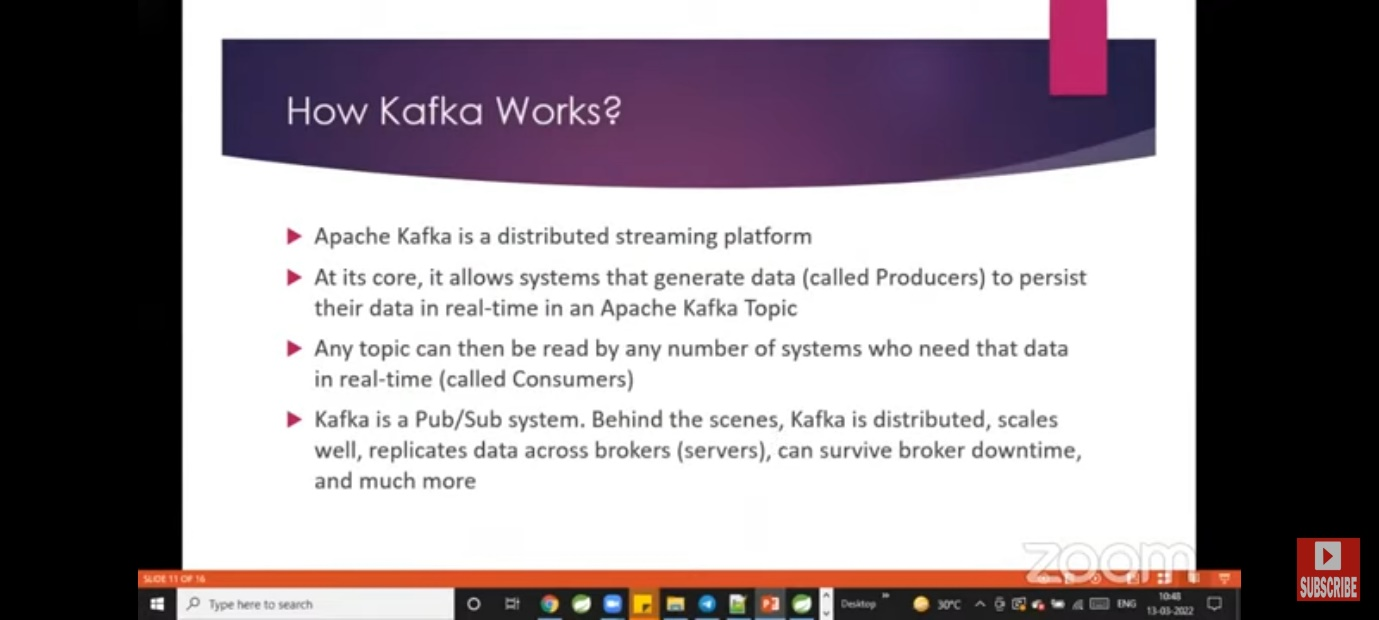 How Kafka Works?
Apache Kafka is a distributed streaming platform
At its core, it allows systems that generate data (called Producers) to persist
their data in real-time in an Apache Kafka Topic
Any topic can then be read by any number of systems who need that data
in real-time (called Consumers)
Kafka is a Pub/Sub system. Behind the scenes, Kafka is distributed, scales
well, replicates data across brokers (servers), can survive broker downtime,
and much more
zoom
SUBSCRIBE
SLIDE 11 OF 16
Type here to search
Desktop
30°C
ENG
10:48
13-03-2022